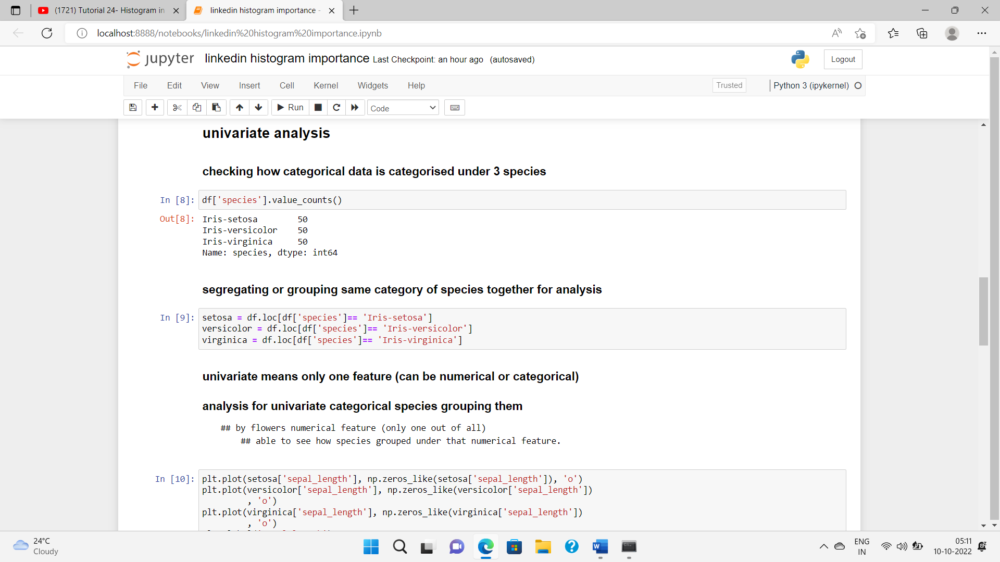 (1721) Tutorial 24- Histogram in
linkedin histogram importance -
localhost:8888/notebooks/linkedin%20histogram%20importance.ipynb
jupyter linkedin histogram importance Last Checkpoint: an hour ago (autosaved)
Logout
File Edit View Insert Cell Kernel Widgets Help
Trusted
Python 3 (ipykernel)
Run
Code
univariate analysis
checking how categorical data is categorised under 3 species
In [8]: df['species'].value_counts()
Out[8]: Iris-setosa 50
Iris-versicolor 50
Iris-virginica 50
Name: species, dtype: int64
segregating or grouping same category of species together for analysis
In [9]: setosa = df.loc[df['species']== 'Iris-setosa']
versicolor = df.loc[df['species']== 'Iris-versicolor']
virginica = df.loc[df['species']== 'Iris-virginica']
univariate means only one feature (can be numerical or categorical)
analysis for univariate categorical species grouping them
## by flowers numerical feature (only one out of all)
## able to see how species grouped under that numerical feature.
In [10]: plt.plot(setosa['sepal_length'], np.zeros_like(setosa['sepal_length']), 'o')
plt.plot(versicolor['sepal_length'], np.zeros_like(versicolor['sepal_length'])
, 'o')
plt.plot(virginica['sepal_length'], np.zeros_like(virginica['sepal_length'])
, 'o')
24°C
Cloudy
ENG
IN
05:11
10-10-2022